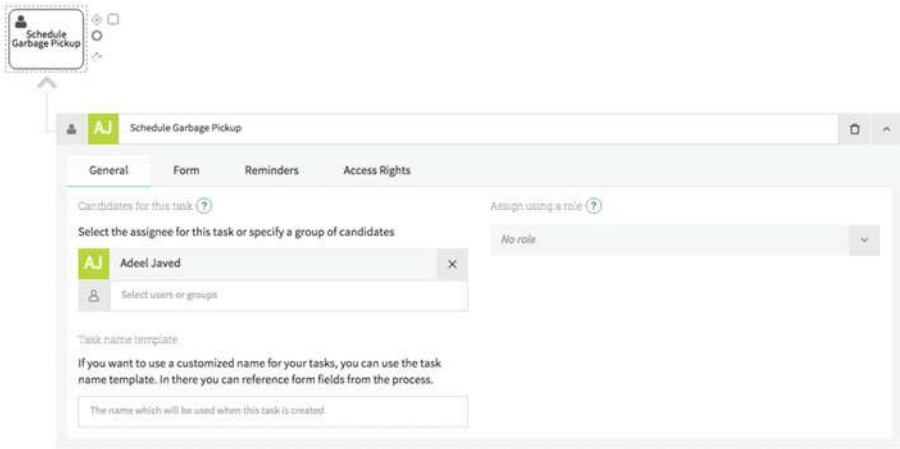 Schedule
Garbage Pickup
AJ Schedule Garbage Pickup
General Form Reminders Access Rights
Candidates for this task ?
Assign using a role ?
Select the assignee for this task or specify a group of candidates
No role
AJ Adeel Javed
Select users or groups
Task name template
If you want to use a customized name for your tasks, you can use the task
name template. In there you can reference form fields from the process.
The name which will be used when this task is created